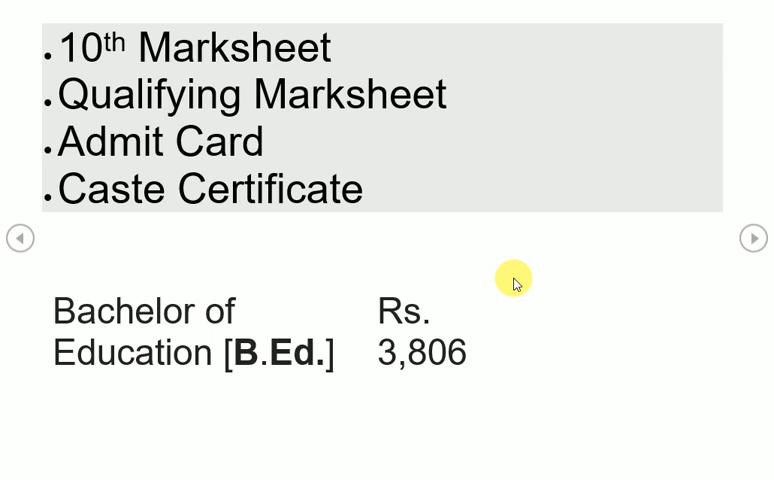 • 10th Marksheet
• Qualifying Marksheet
• Admit Card
• Caste Certificate
Bachelor of Rs.
Education [B.Ed.] 3,806